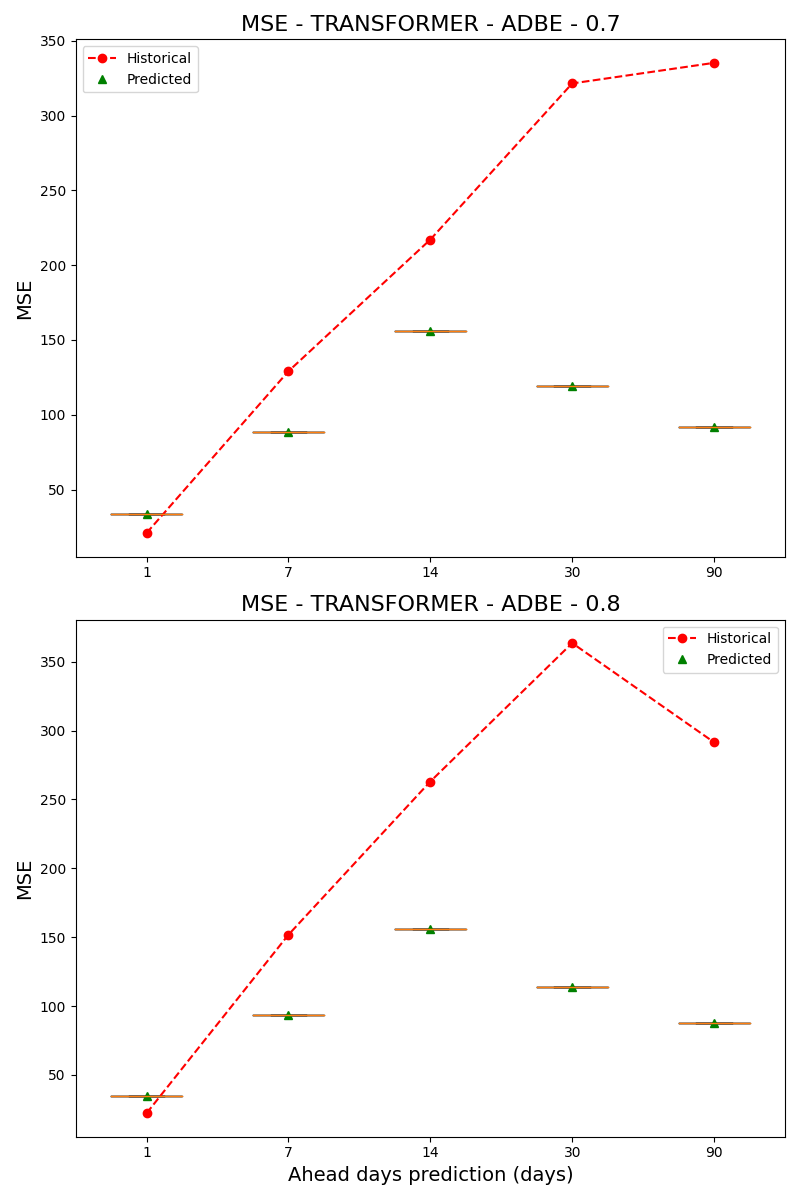 MSE - TRANSFORMER - ADBE - 0.7
350
Historical
Predicted
300
250
200
MSE
150
100
50
1 7 14 30 90
MSE - TRANSFORMER - ADBE - 0.8
Historical
Predicted
350
300
250
200
MSE
150
100
50
1 7 14 30 90
Ahead days prediction (days)